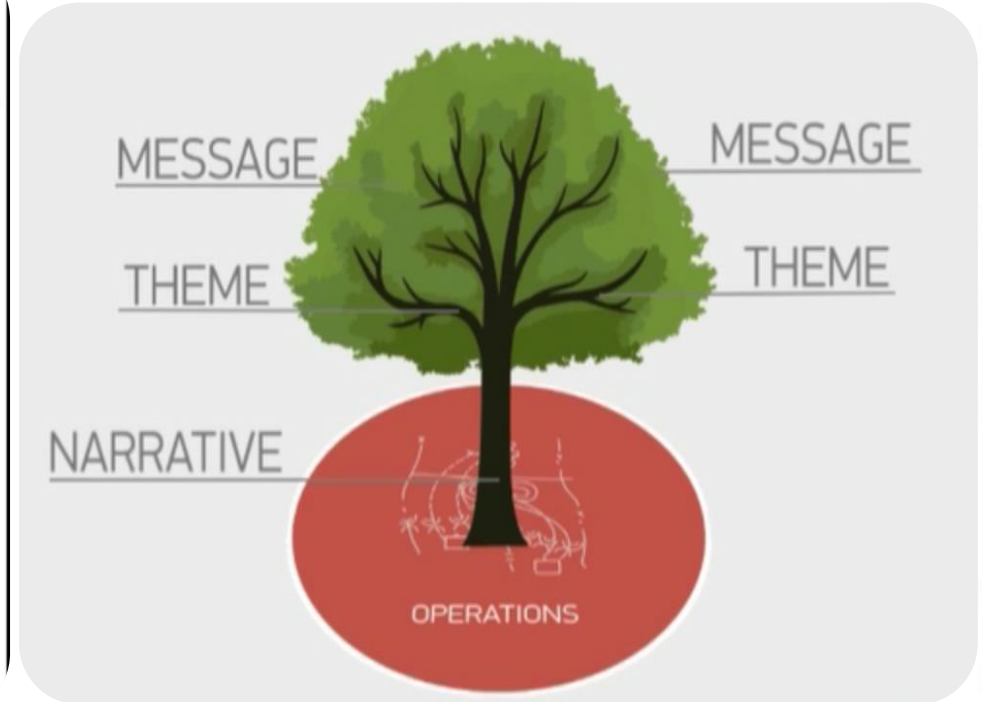 MESSAGE
MESSAGE
THEME
THEME
NARRATIVE
OPERATIONS